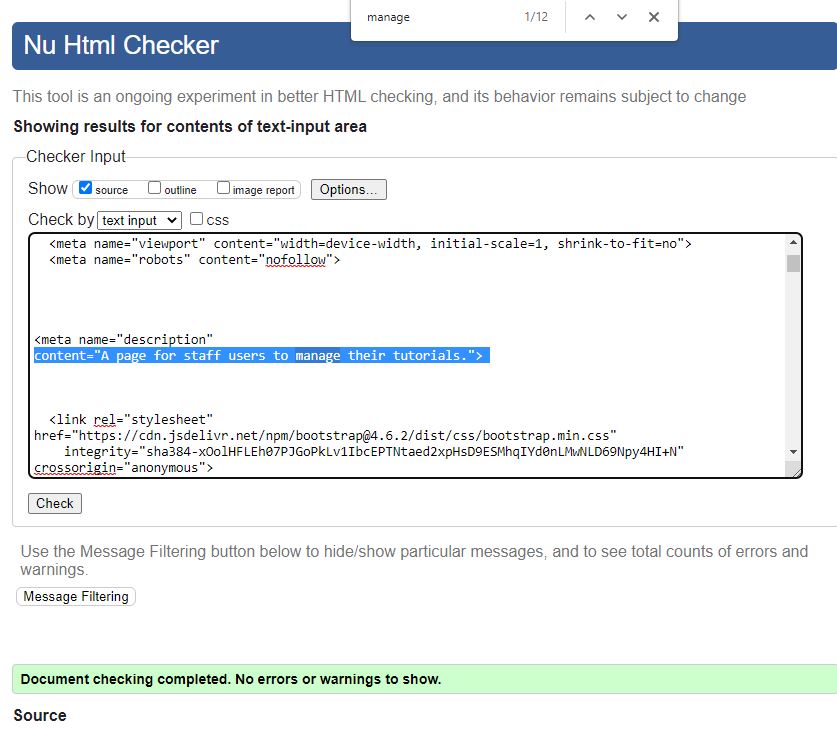 manage 1/12
Nu Html Checker
This tool is an ongoing experiment in better HTML checking, and its behavior remains subject to change
Showing results for contents of text-input area
Checker Input
Show source outline image report Options...
Check by text input css
<meta name="viewport" content="width=device-width, initial-scale=1, shrink-to-fit=no">
<meta name="robots" content="nofollow">
<meta name="description"
content="A page for staff users to manage their tutorials.">
<link rel="stylesheet"
href="https://cdn.jsdelivr.net/npm/bootstrap@4.6.2/dist/css/bootstrap.min.css"
integrity="sha384-xOolHFLEh07PJGoPkLv1IbcEPTNtaed2xpHsD9ESMhqIYd0nLMwNLD69Npy4HI+N"
crossorigin="anonymous">
Check
Use the Message Filtering button below to hide/show particular messages, and to see total counts of errors and
warnings.
Message Filtering
Document checking completed. No errors or warnings to show.
Source